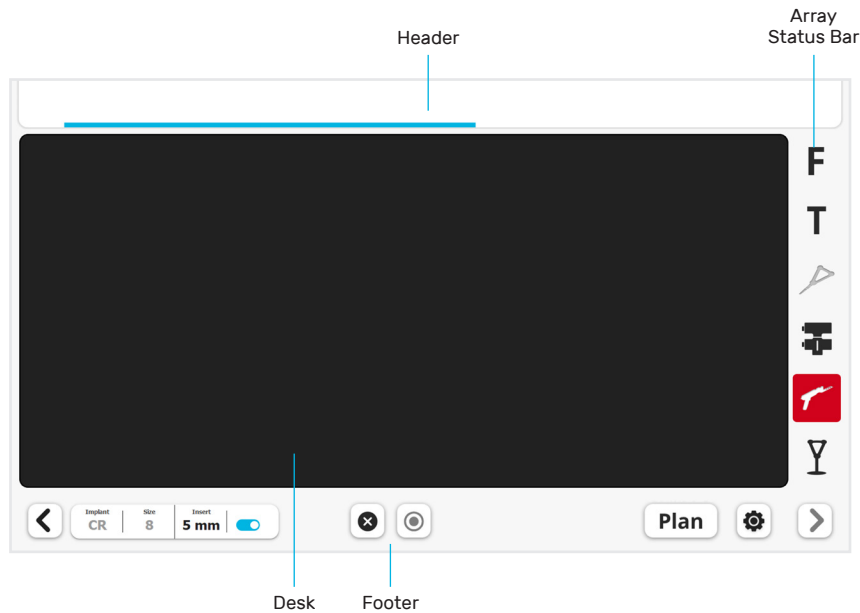 Array
Status Bar
Header
F
T
Implant
CR
Size
8
Insert
5 mm
Plan
Desk
Footer